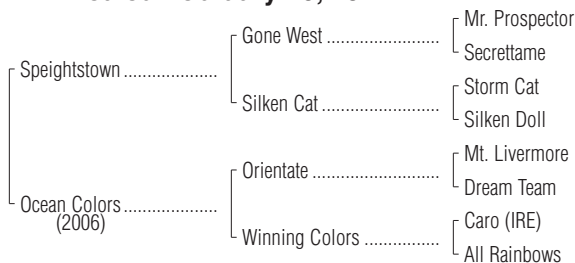 Mr. Prospector
Gone West
Secrettame
Speightstown
Storm Cat
Silken Cat
Silken Doll
Mt. Livermore
Orientate
Dream Team
Ocean Colors
(2006)
Caro (IRE)
Winning Colors
All Rainbows